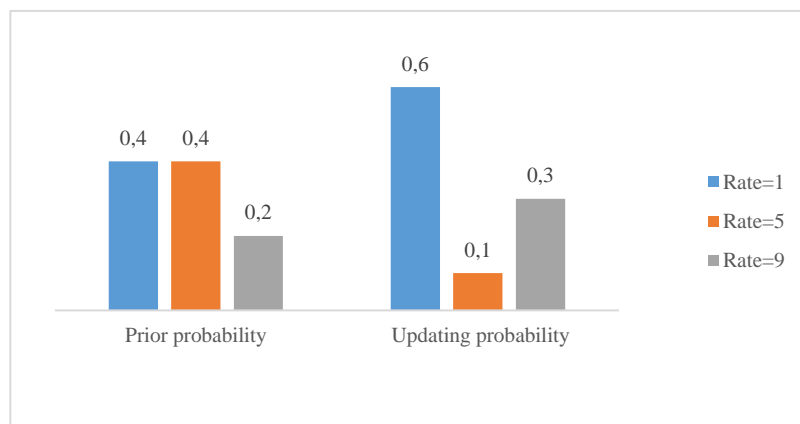 0,6
0,4 0,4
0,3
0,2
0,1
Prior probability Updating probability
Rate=1
Rate=5
Rate=9